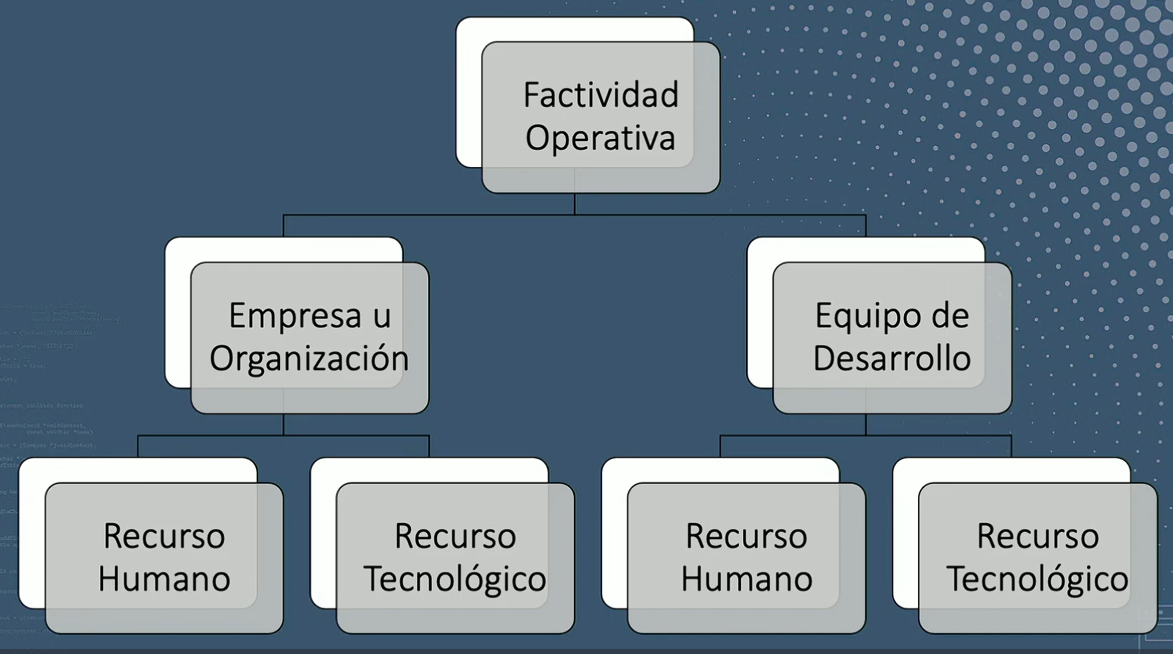 Factividad
Operativa
Empresa u
Organización
Equipo de
Desarrollo
Recurso
Humano
Recurso
Tecnológico
Recurso
Humano
Recurso
Tecnológico